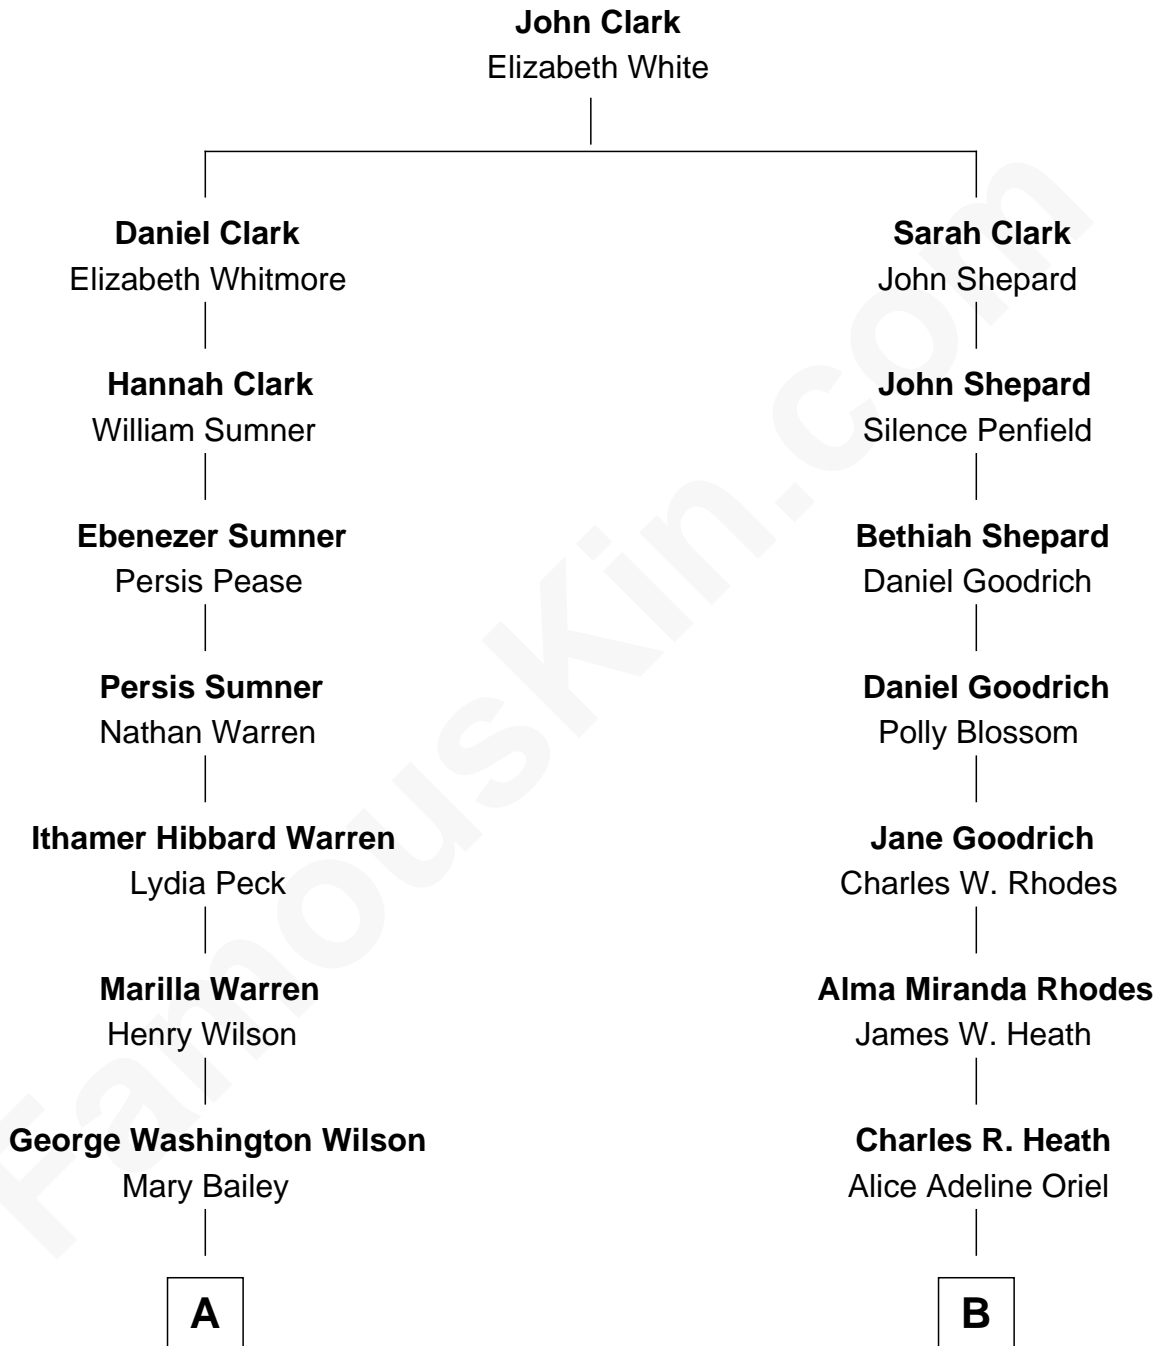 John Clark
Elizabeth White
Daniel Clark
Elizabeth Whitmore
Sarah Clark
John Shepard
Hannah Clark
William Sumner
John Shepard
Silence Penfield
Ebenezer Sumner
Persis Pease
Bethiah Shepard
Daniel Goodrich
Persis Sumner
Nathan Warren
Daniel Goodrich
Polly Blossom
Ithamer Hibbard Warren
Lydia Peck
Jane Goodrich
Charles W. Rhodes
Marilla Warren
Henry Wilson
Alma Miranda Rhodes
James W. Heath
George Washington Wilson
Mary Bailey
Charles R. Heath
Alice Adeline Oriel
A
B
FamousKin.com